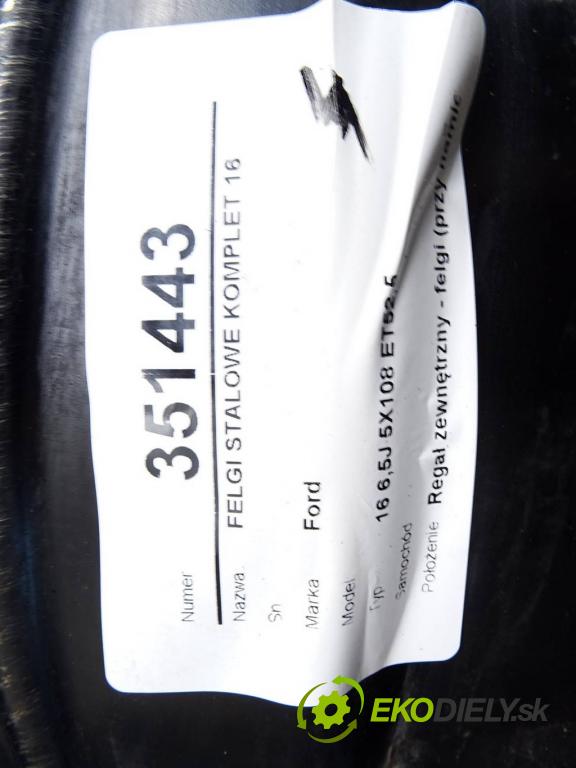 Numer 351443
Nazwa FELGI STALOWE KOMPLET 16
Sn
Marka Ford
Model
Typ 16 6,5J 5X108 ET52,5
Samochód
Położenie Regał zewnętrzny - felgi (przy
EKODIELY.sk